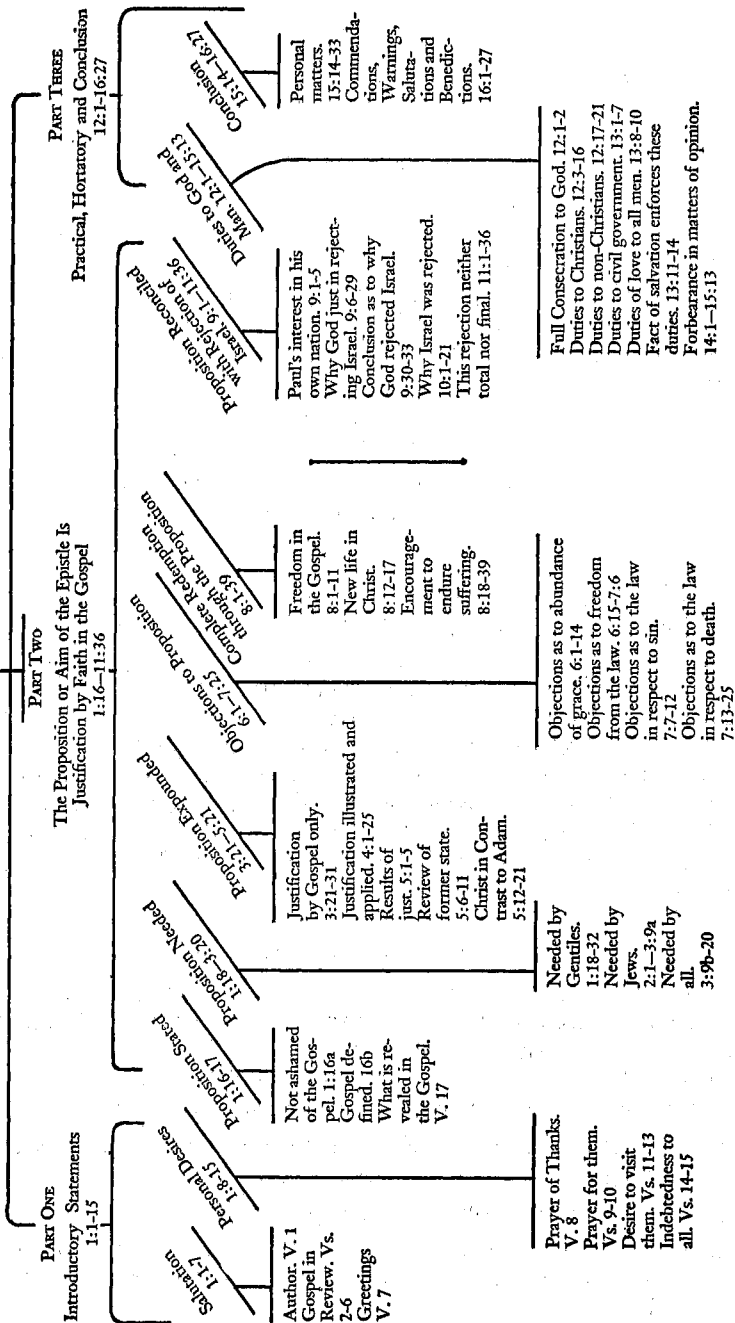 PART ONE
Introductory Statements
1:1-15
Salutation
1:1-7
Author. V. 1
Gospel in
Review. Vs.
2-6
Greetings
V. 7
Personal Desires
1:8-15
Prayer of Thanks.
V. 8
Prayer for them.
Vs. 9-10
Desire to visit
them. Vs. 11-13
Indebtedness to
all. Vs. 14-15
PART TWO
The Proposition or Aim of the Epistle Is
Justification by Faith in the Gospel
1:16—11:36
Proposition Stated
1:16-17
Not ashamed
of the Gos-
pel. 1:16a
Gospel de-
fined. 16b
What is re-
vealed in
the Gospel.
V. 17
Proposition Needed
1:18—3:20
Needed by
Gentiles.
1:18-32
Needed by
Jews.
2:1—3:9a
Needed by
all.
3:9b-20
Proposition Expounded
3:21—5:21
Justification
by Gospel only.
3:21-31
Justification illustrated and
applied. 4:1-25
Results of
just. 5:1-5
Review of
former state.
5:6-11
Christ in Con-
trast to Adam.
5:12-21
Objections to Proposition
6:1—7:25
Objections as to abundance
of grace. 6:1-14
Objections as to freedom
from the law. 6:15-7:6
Objections as to the law
in respect to sin.
7:7-12
Objections as to the law
in respect to death.
7:13-25
Complete Redemption
through the Proposition
8:1-39
Freedom in
the Gospel.
8:1-11
New life in
Christ.
8:12-17
Encourage-
ment to
endure
suffering.
8:18-39
Proposition Reconciled
with Rejection of
Israel. 9:1—11:36
Paul's interest in his
own nation. 9:1-5
Why God just in reject-
ing Israel. 9:6-29
Conclusion as to why
God rejected Israel.
9:30-33
Why Israel was rejected.
10:1-21
This rejection neither
total nor final. 11:1-36
PART THREE
Practical, Hortatory and Conclusion
12:1-16:27
Duties to God and
Man. 12:1—15:13
Full Consecration to God. 12:1-2
Duties to Christians. 12:3-16
Duties to non-Christians. 12:17-21
Duties to civil government. 13:1-7
Duties of love to all men. 13:8-10
Fact of salvation enforces these
duties. 13:11-14
Forbearance in matters of opinion.
14:1—15:13
Conclusion
15:14—16:27
Personal
matters.
15:14-33
Commenda-
tions,
Warnings,
Saluta-
tions and
Benedic-
tions.
16:1-27